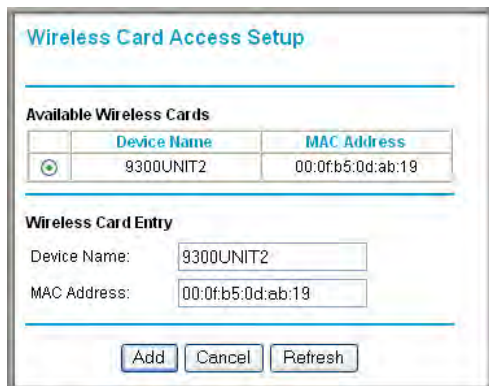 Wireless Card Access Setup
Available Wireless Cards
Device Name MAC Address
9300UNIT2 00:0f:b5:0d:ab:19
Wireless Card Entry
Device Name: 9300UNIT2
MAC Address: 00:0f:b5:0d:ab:19
Add Cancel Refresh